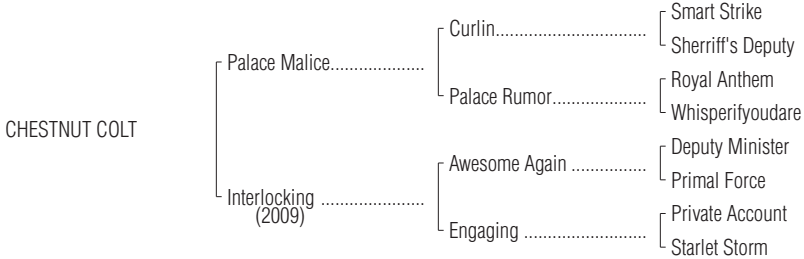 Smart Strike
Curlin..................................
Sherriff's Deputy
Palace Malice.....................
Royal Anthem
Palace Rumor.....................
Whisperifyoudare
CHESTNUT COLT
Deputy Minister
Awesome Again .................
Primal Force
Interlocking .......................
(2009)
Private Account
Engaging ...........................
Starlet Storm